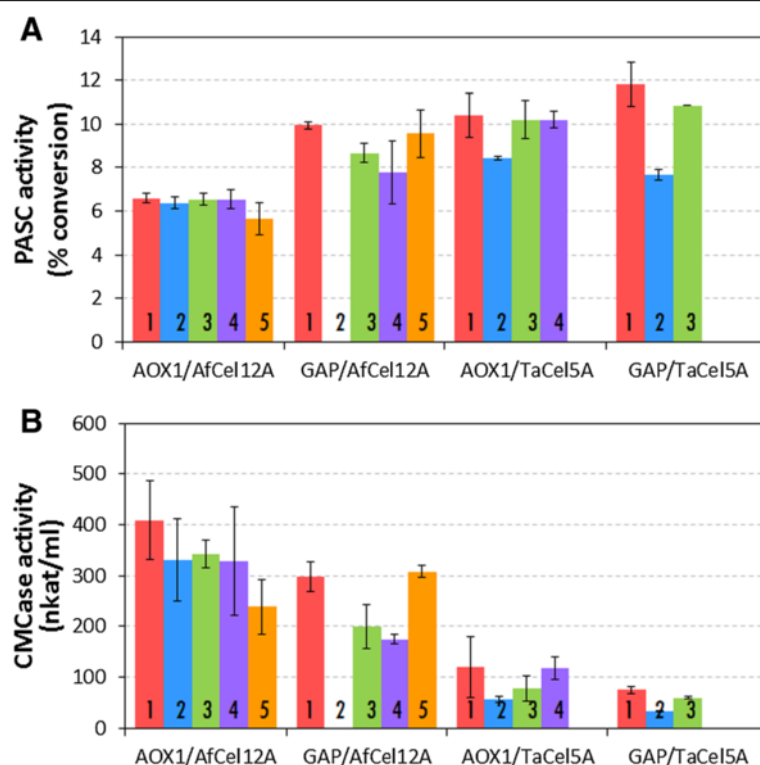 A
PASC activity
(% conversion)
14
12
10
8
6
4
2
0
1 2 3 4 5
1 2 3 4 5
1 2 3 4
1 2 3
AOX1/AfCel12A GAP/AfCel12A AOX1/TaCel5A GAP/TaCel5A
B
CMCase activity
(nkat/ml)
600
500
400
300
200
100
0
1 2 3 4 5
1 2 3 4 5
1 2 3 4
1 2 3
AOX1/AfCel12A GAP/AfCel12A AOX1/TaCel5A GAP/TaCel5A